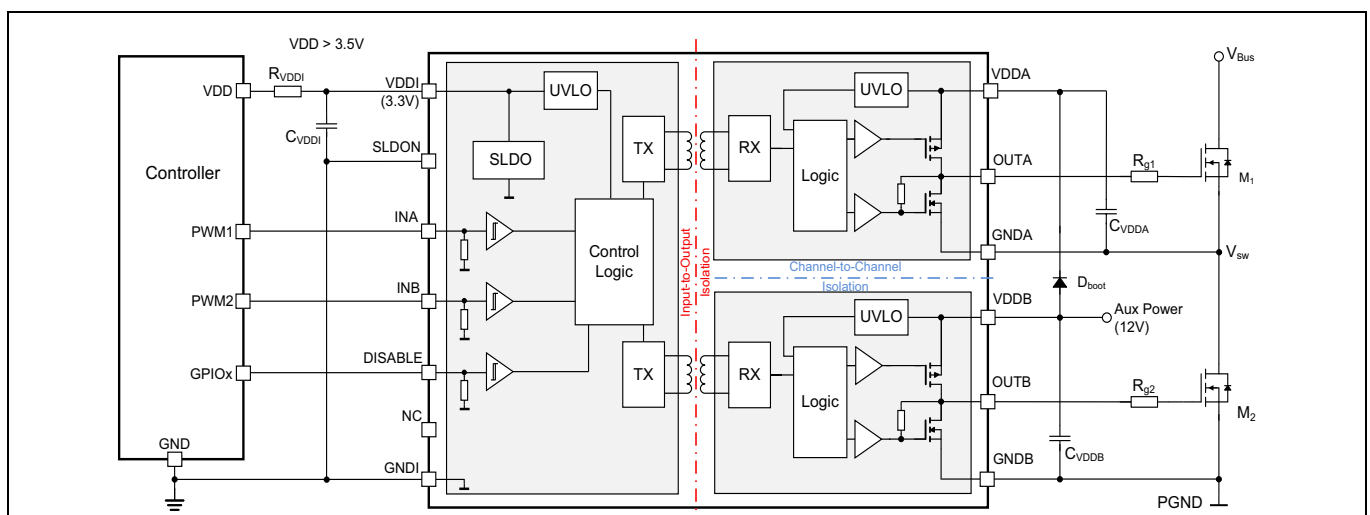 VDD > 3.5V
VBus
RVDDI
VDD
VDDI
(3.3V)
UVLO
CVDDI
SLDON
SLDO
TX
RX
Logic
UVLO
VDDA
OUTA
Rg1
M1
Controller
PWM1
INA
Control
Logic
GNDA
CVDDA
Vsw
Input-to-Output
Isolation
Channel-to-Channel
Isolation
Dboot
PWM2
INB
UVLO
VDDB
Aux Power
(12V)
GPIOx
DISABLE
TX
RX
Logic
OUTB
Rg2
M2
NC
GND
GNDI
GNDB
CVDDB
PGND